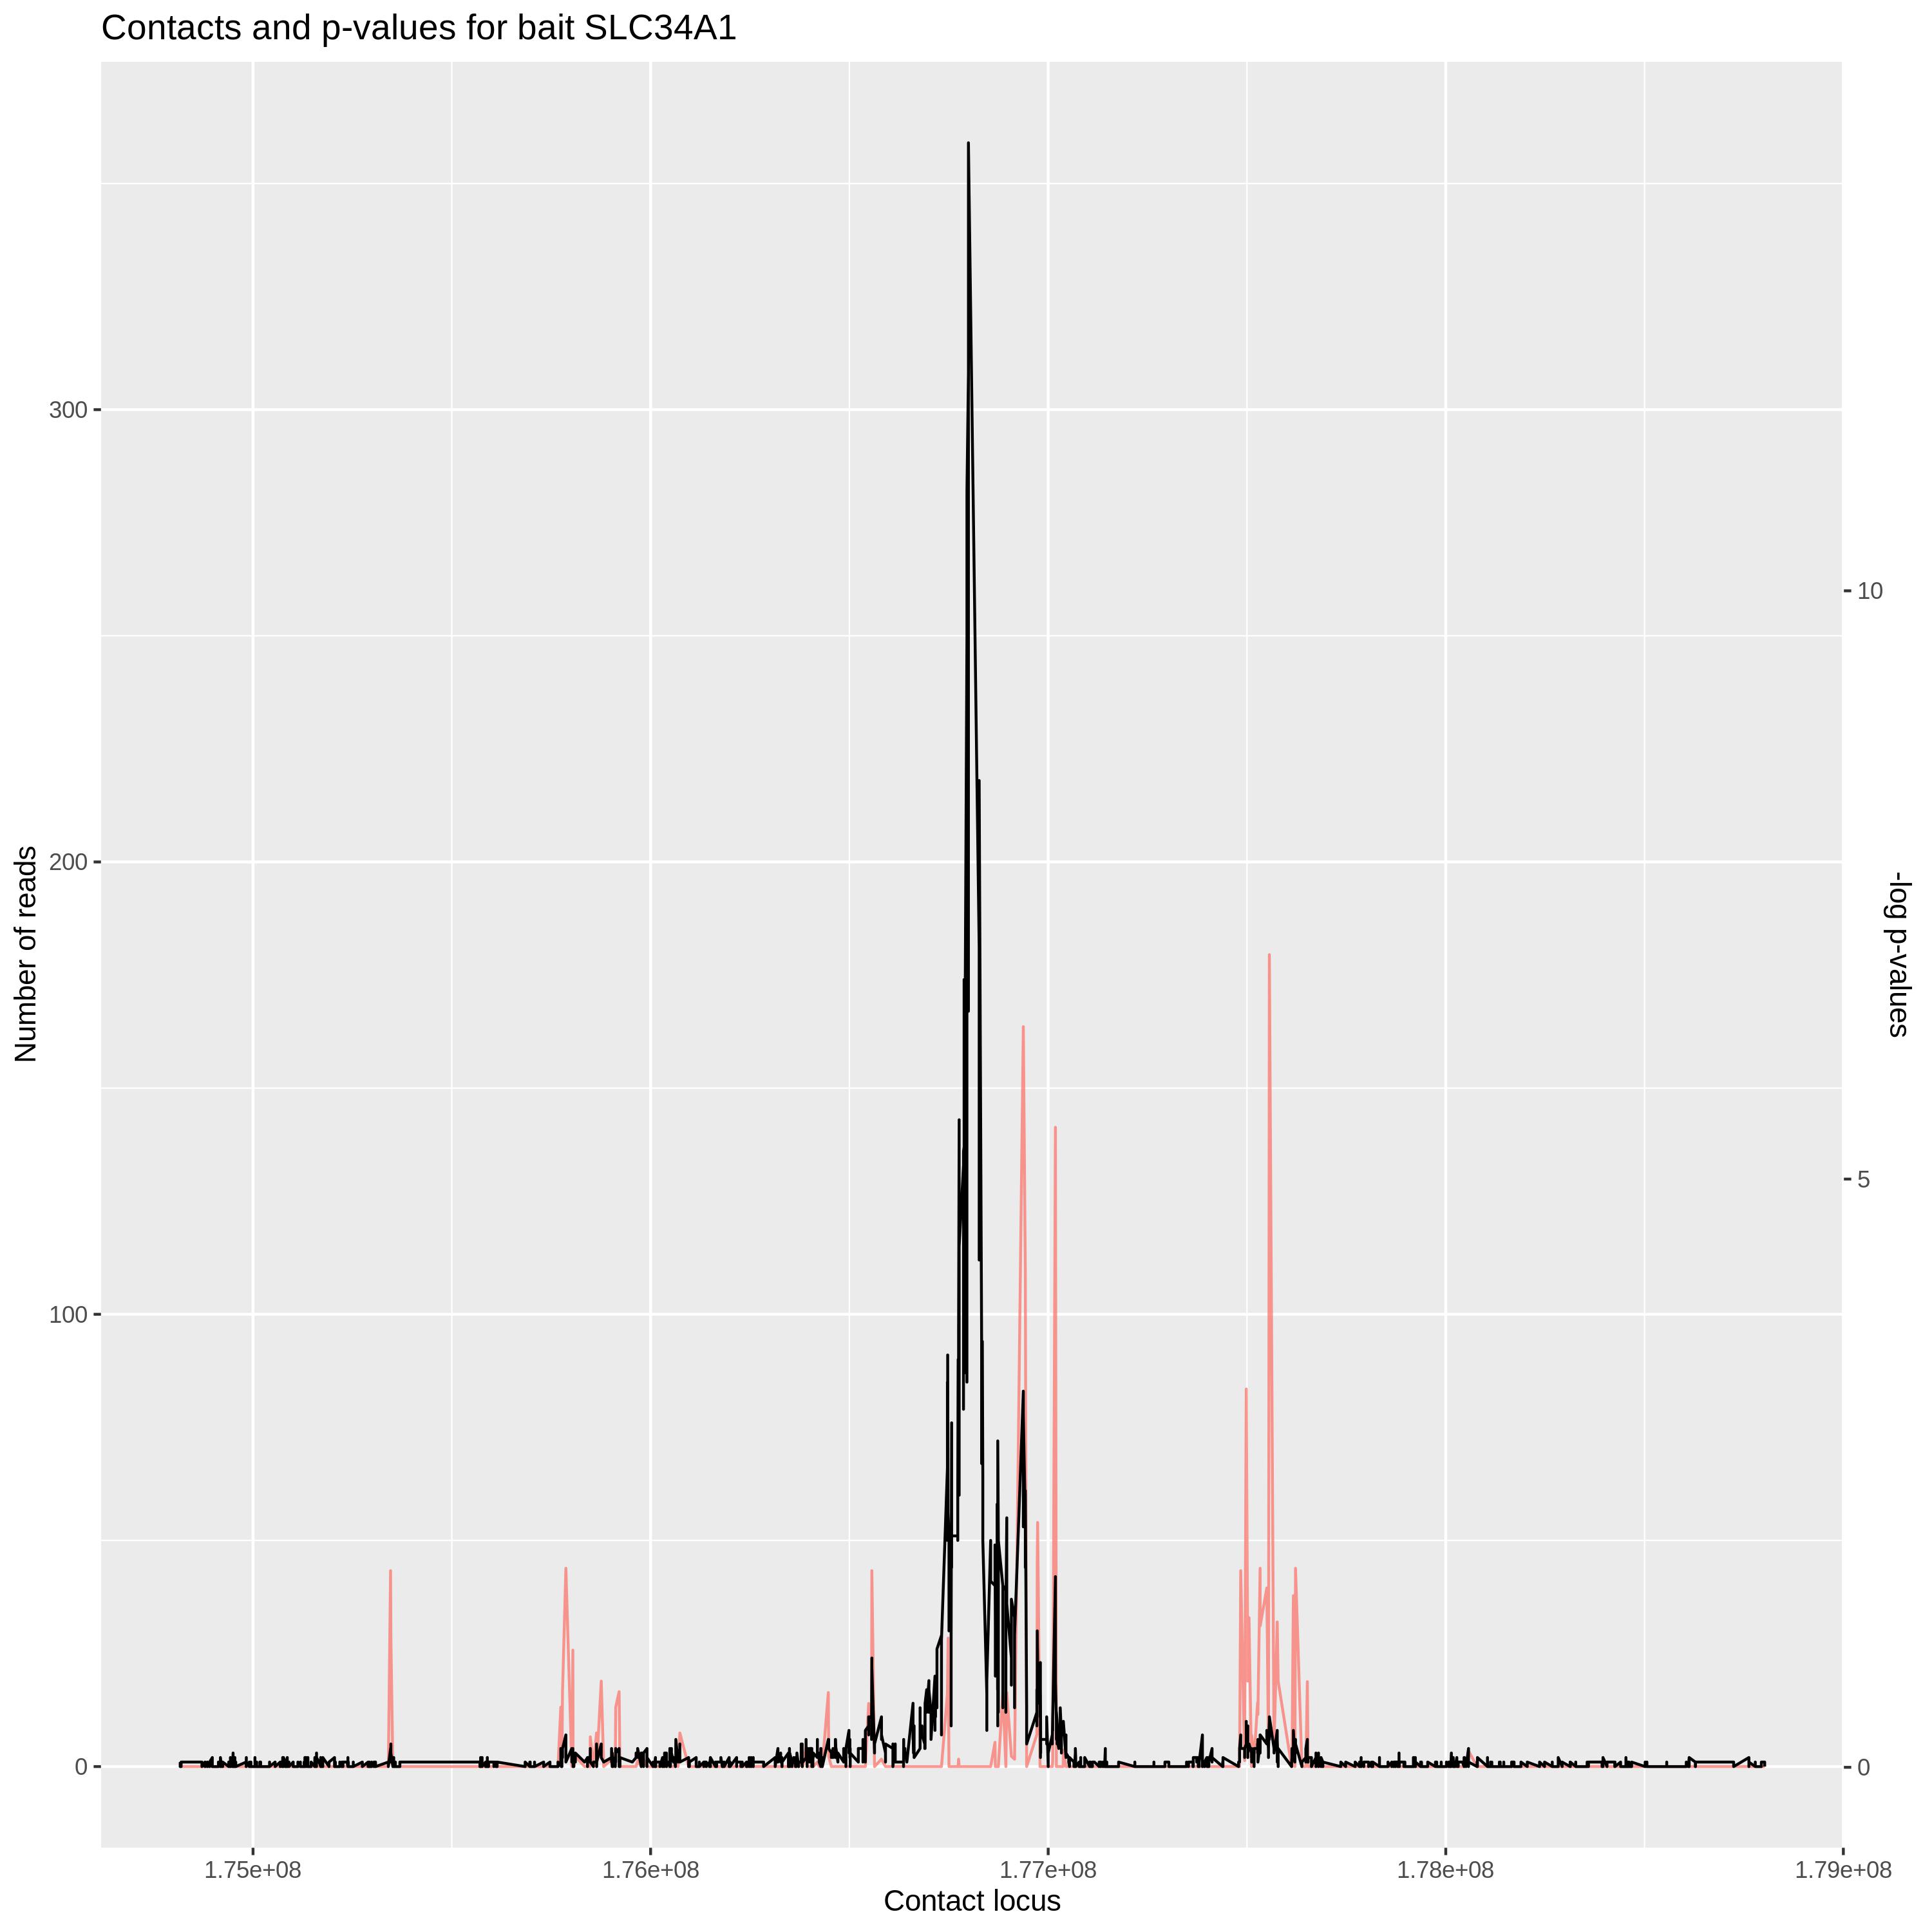 Contacts and p-values for bait SLC34A1
300
200
100
0
Number of reads
10
5
0
-log p-values
1.75e+08
1.76e+08
1.77e+08
1.78e+08
1.79e+08
Contact locus